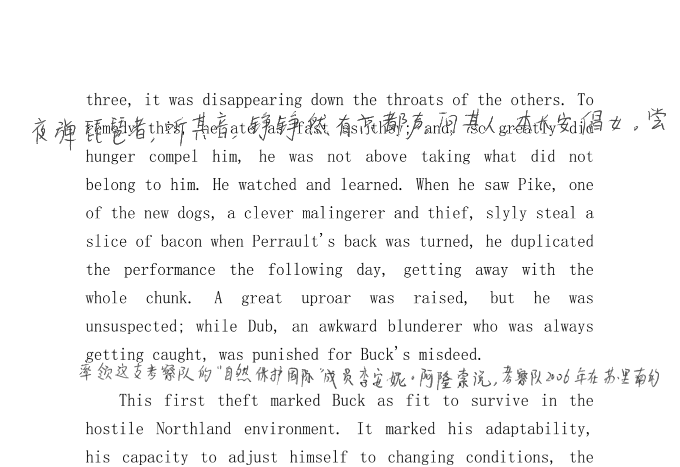 three, it was disappearing down the throats of the others. To
夜弹琵琶者,听其音,铮铮然有京都声,问其人,本长安倡女。尝
remedy this, he ate as fast as they; and, so greatly did
hunger compel him, he was not above taking what did not
belong to him. He watched and learned. When he saw Pike, one
of the new dogs, a clever malingerer and thief, slyly steal a
slice of bacon when Perrault's back was turned, he duplicated
the performance the following day, getting away with the
whole chunk. A great uproar was raised, but he was
unsuspected; while Dub, an awkward blunderer who was always
getting caught, was punished for Buck's misdeed.
率领这支考察队的"自然保护国际"成员李安妮·阿隆索说,考察队2006年在苏里南的
This first theft marked Buck as fit to survive in the
hostile Northland environment. It marked his adaptability,
his capacity to adjust himself to changing conditions, the